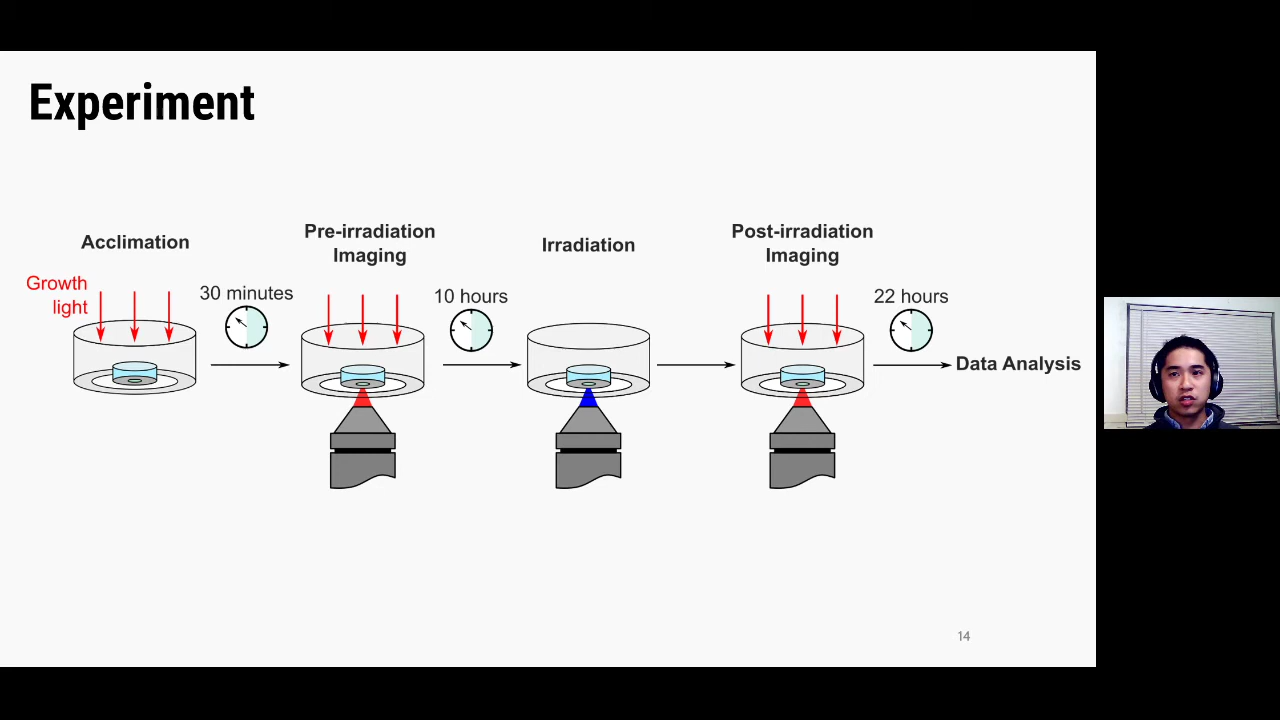 Experiment
Acclimation
Pre-irradiation
Imaging
Irradiation
Post-irradiation
Imaging
Growth
light
30 minutes
10 hours
22 hours
Data Analysis
14